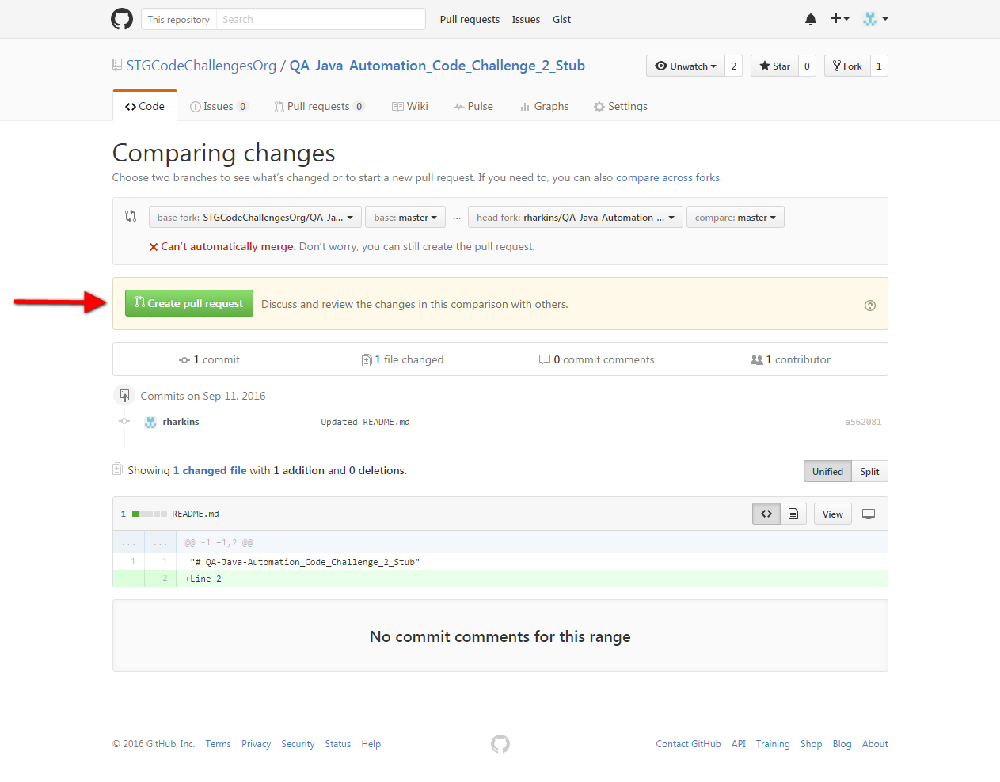 This repository Search Pull requests Issues Gist
STGCodeChallengesOrg / QA-Java-Automation_Code_Challenge_2_Stub Unwatch 2 Star 0 Fork 1
Code Issues 0 Pull requests 0 Wiki Pulse Graphs Settings
Comparing changes
Choose two branches to see what's changed or to start a new pull request. If you need to, you can also compare across forks.
base fork: STGCodeChallengesOrg/QA-Ja... base: master ... head fork: rharkins/QA-Java-Automation_... compare: master
Can't automatically merge. Don't worry, you can still create the pull request.
Create pull request Discuss and review the changes in this comparison with others.
1 commit 1 file changed 0 commit comments 1 contributor
Commits on Sep 11, 2016
rharkins Updated README.md a562081
Showing 1 changed file with 1 addition and 0 deletions. Unified Split
1 README.md View
... ... @@ -1 +1,2 @@
1 1 "# QA-Java-Automation_Code_Challenge_2_Stub"
2 +Line 2
No commit comments for this range
© 2016 GitHub, Inc. Terms Privacy Security Status Help Contact GitHub API Training Shop Blog About